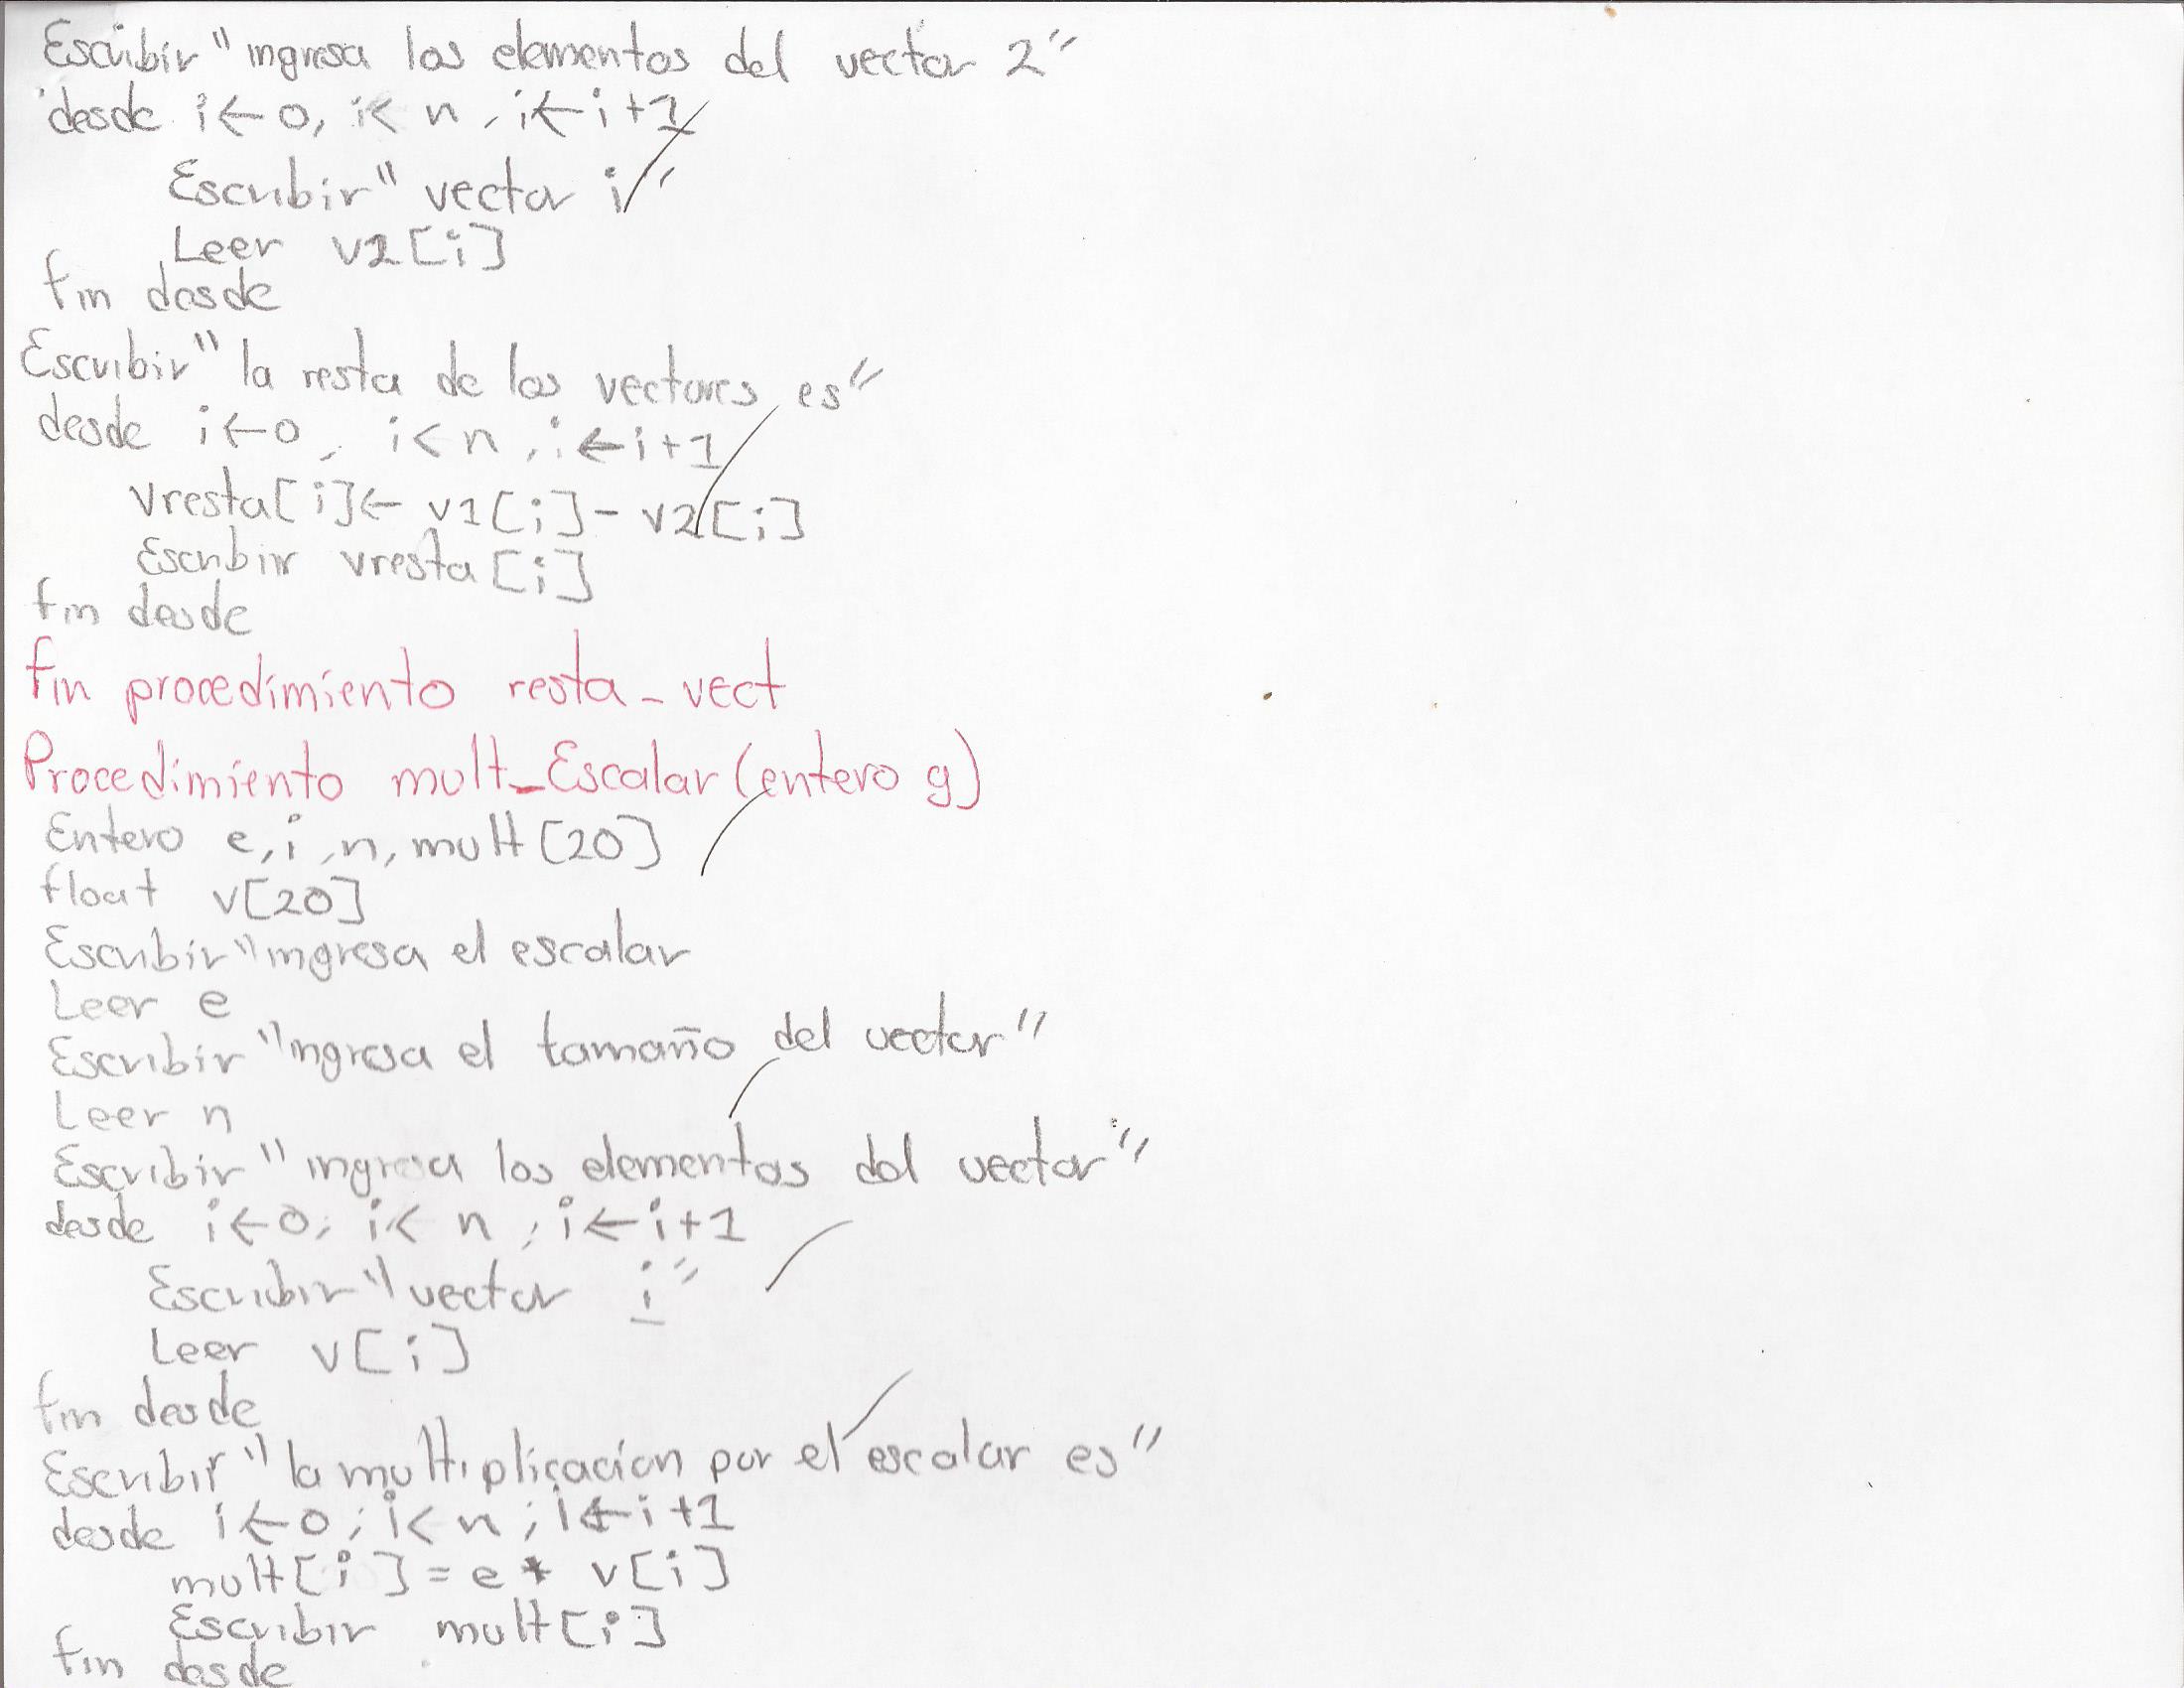 Escribir "ingresa los elementos del vector 2"
desde i←0, i< n, i←i+1
Escribir "vector i"
Leer v2[i]
fin desde
Escribir "la resta de los vectores es"
desde i←0, i<n, i←i+1
Vresta[i]← v1[i]- v2[i]
Escribir vresta[i]
fin desde
fin procedimiento resta_vect
Procedimiento mult_Escalar(entero g)
Entero e,i,n,mult[20]
float v[20]
Escribir "ingresa el escalar
Leer e
Escribir "ingresa el tamaño del vector"
Leer n
Escribir "ingresa los elementos del vector"
desde i←0, i< n, i←i+1
Escribir "vector i"
Leer v[i]
fin desde
Escribir "la multiplicación por el escalar es"
desde i←0; i<n; i←i+1
mult[i]=e* v[i]
Escribir mult[i]
fin desde